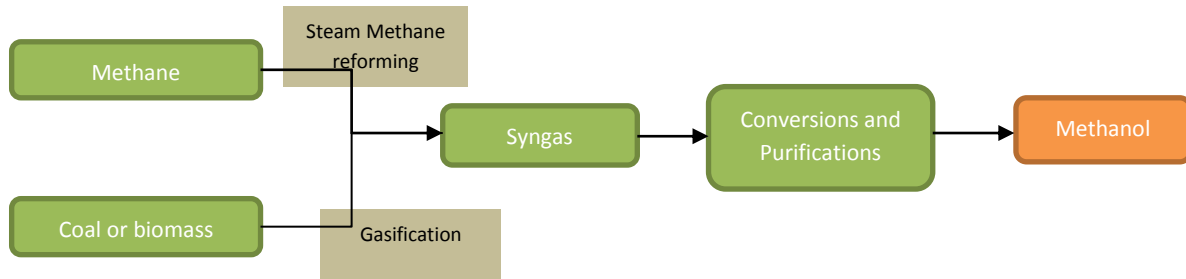 Steam Methane
reforming
Methane
Syngas
Conversions and
Purifications
Methanol
Coal or biomass
Gasification